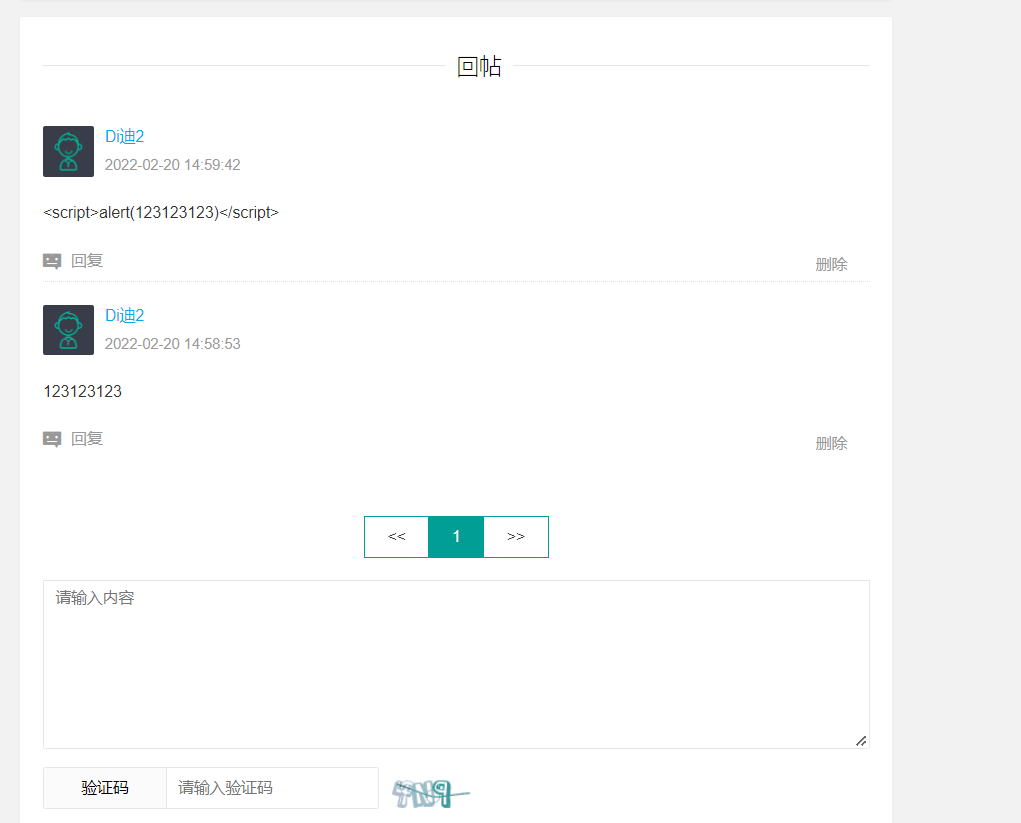 回帖
Di迪2
2022-02-20 14:59:42
<script>alert(123123123)</script>
回复
删除
Di迪2
2022-02-20 14:58:53
123123123
回复
删除
<< 1 >>
请输入内容
验证码 请输入验证码